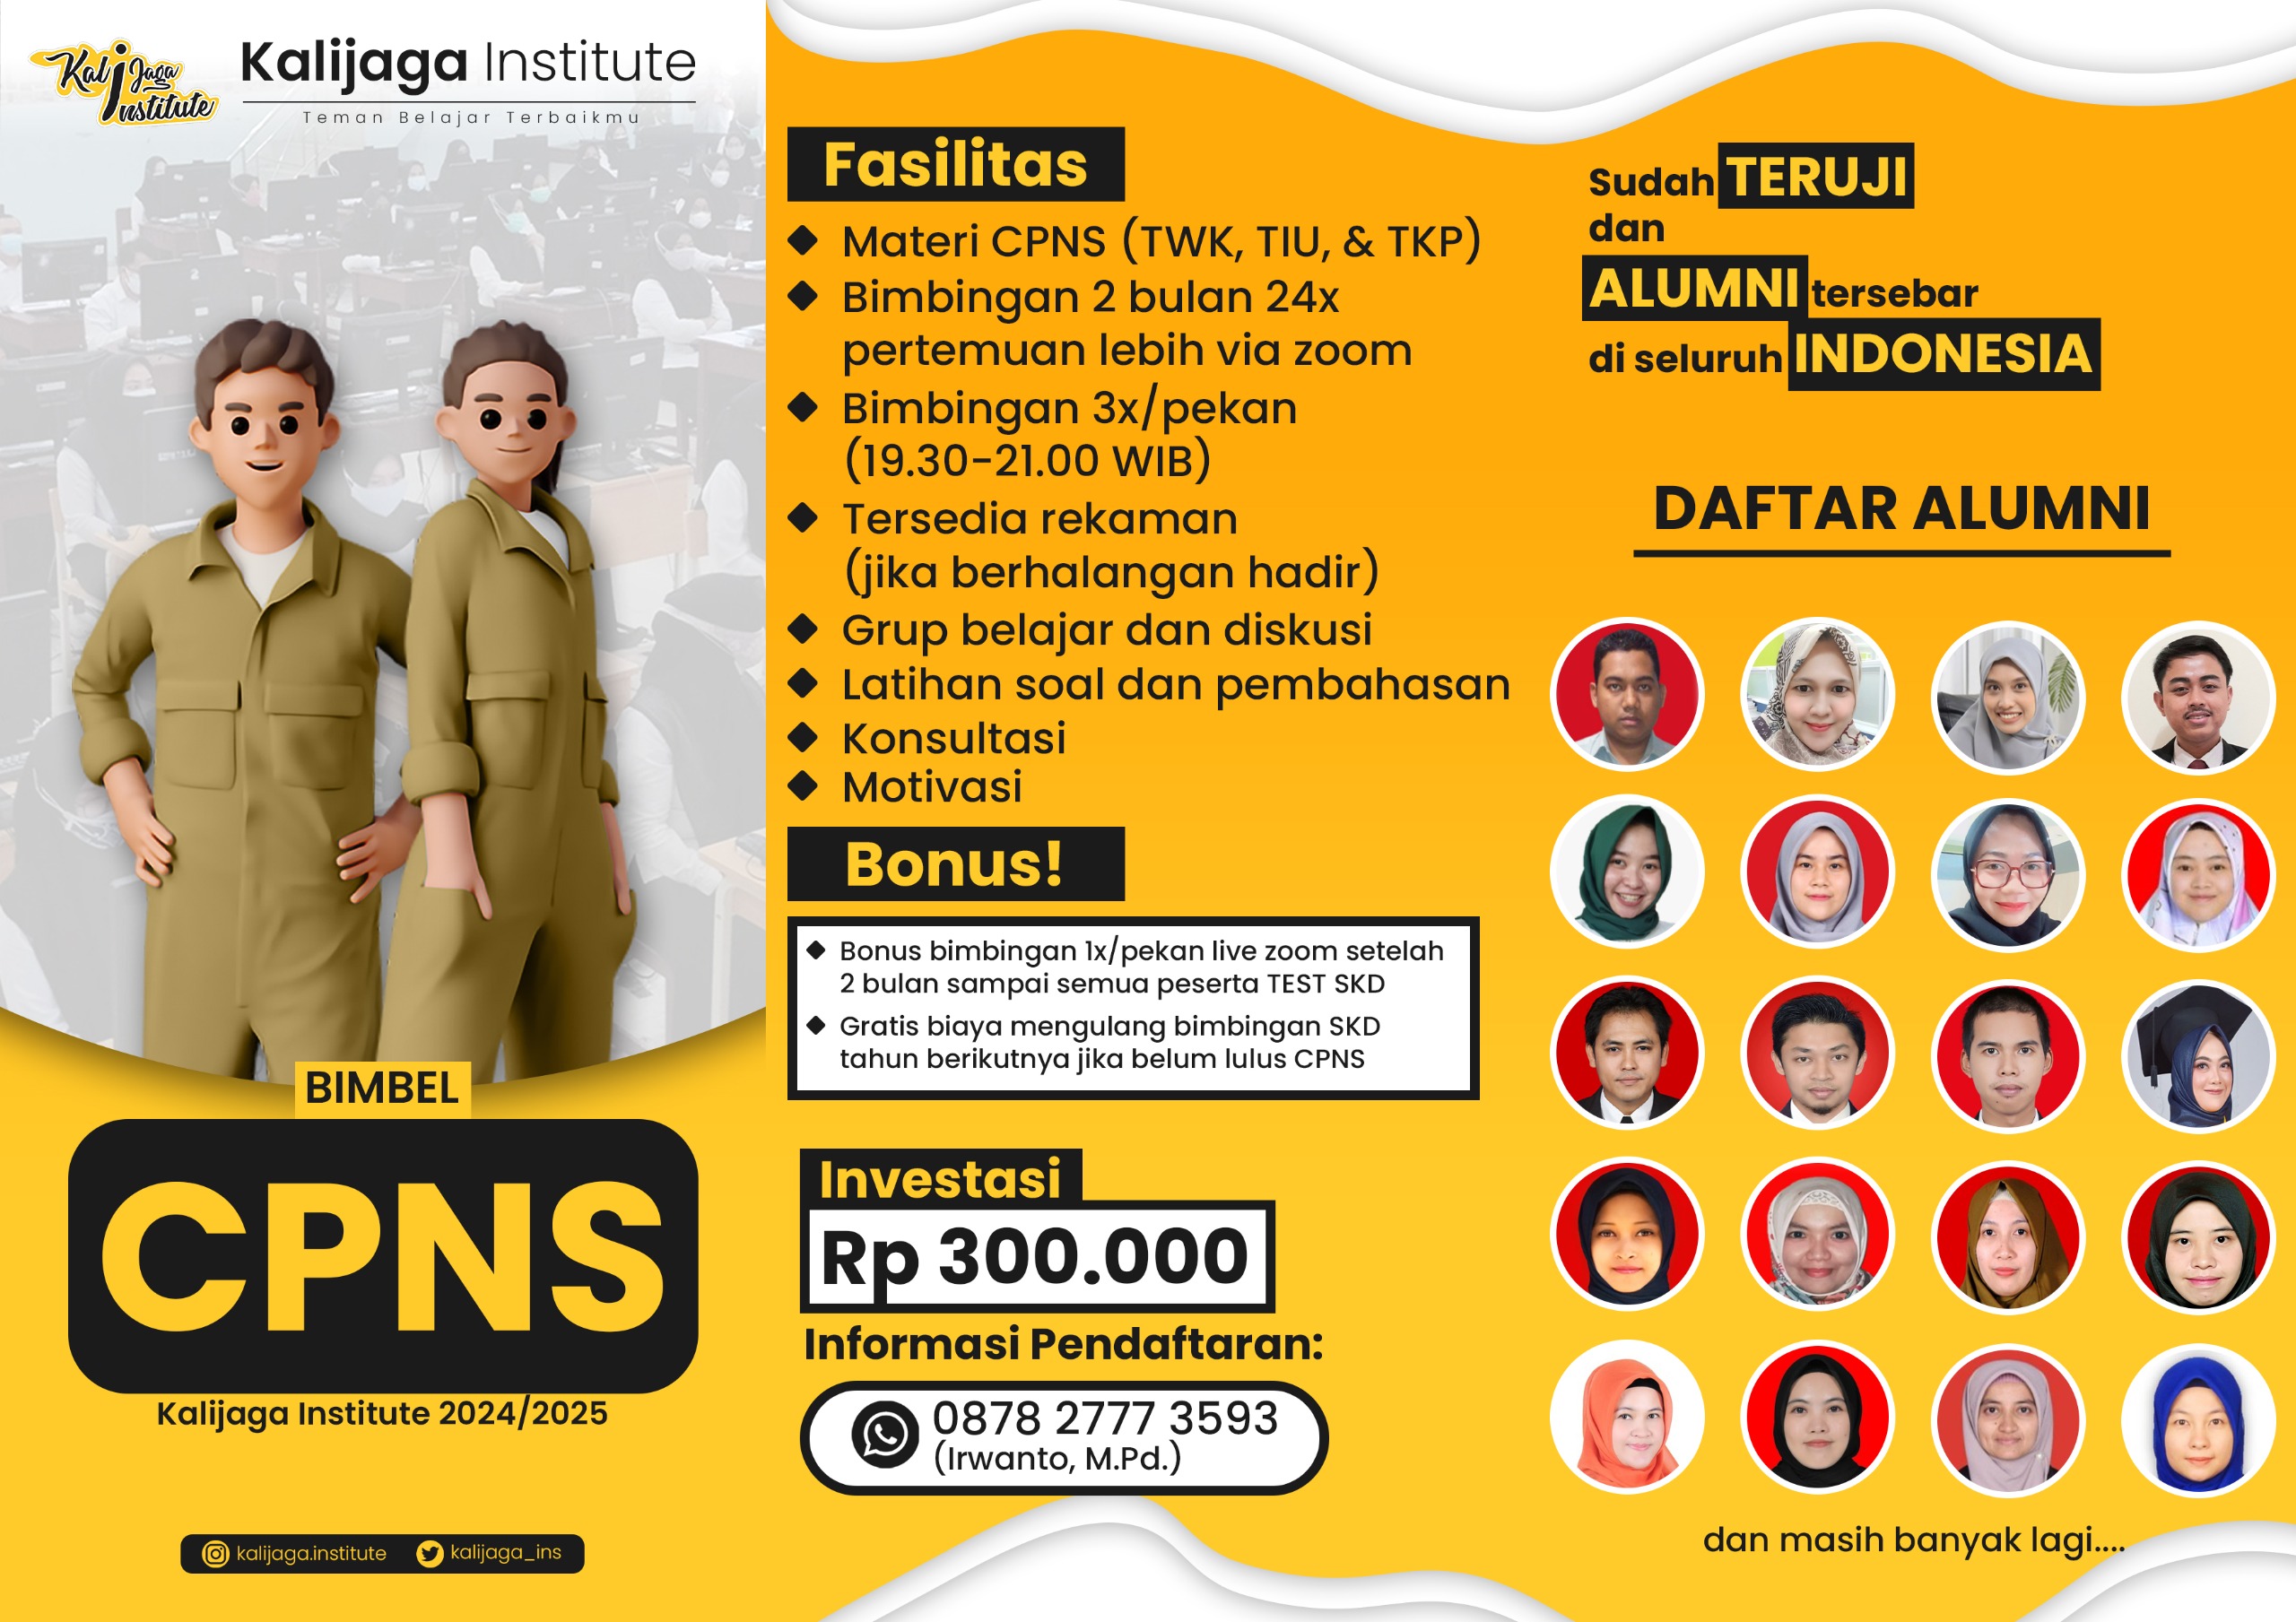 Kalijaga Institute
Kalijaga Institute
Teman Belajar Terbaikmu
BIMBEL
CPNS
Kalijaga Institute 2024/2025
kalijaga.institute kalijaga_ins
Fasilitas
Materi CPNS (TWK, TIU, & TKP)
Bimbingan 2 bulan 24x
pertemuan lebih via zoom
Bimbingan 3x/pekan
(19.30-21.00 WIB)
Tersedia rekaman
(jika berhalangan hadir)
Grup belajar dan diskusi
Latihan soal dan pembahasan
Konsultasi
Motivasi
Bonus!
Bonus bimbingan 1x/pekan live zoom setelah
2 bulan sampai semua peserta TEST SKD
Gratis biaya mengulang bimbingan SKD
tahun berikutnya jika belum lulus CPNS
Investasi
Rp 300.000
Informasi Pendaftaran:
0878 2777 3593
(Irwanto, M.Pd.)
Sudah TERUJI
dan
ALUMNI tersebar
di seluruh INDONESIA
DAFTAR ALUMNI
dan masih banyak lagi....